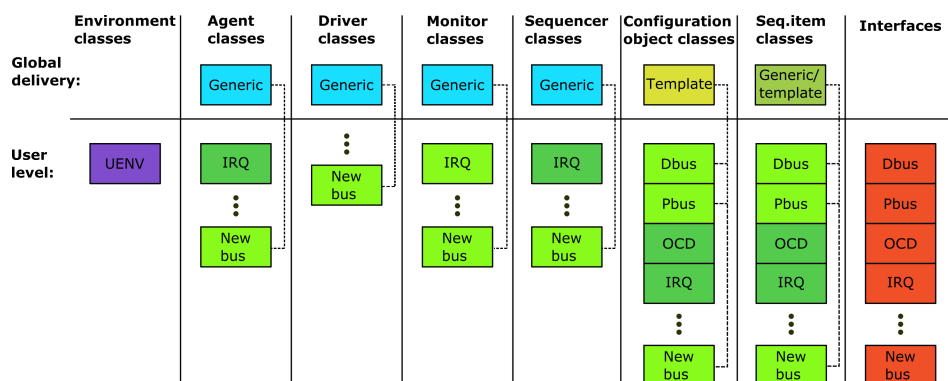 Environment classes
Agent classes
Driver classes
Monitor classes
Sequencer classes
Configuration object classes
Seq.item classes
Interfaces
Global delivery:
Generic
Generic
Generic
Generic
Template
Generic/
template
User level:
UENV
IRQ
New
bus
New
bus
IRQ
New
bus
IRQ
New
bus
Dbus
Pbus
OCD
IRQ
New
bus
Dbus
Pbus
OCD
IRQ
New
bus
Dbus
Pbus
OCD
IRQ
New
bus